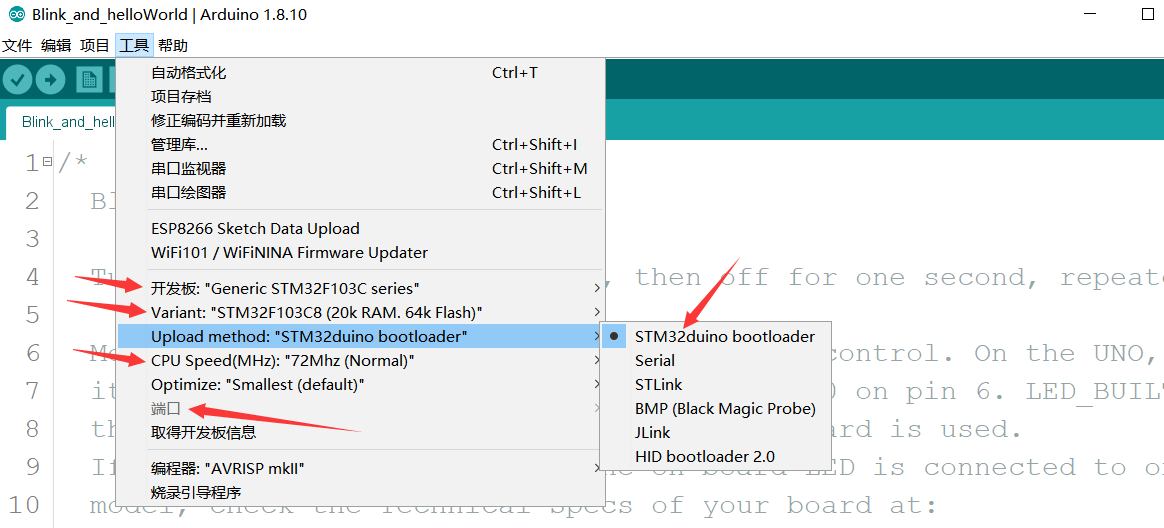 Blink_and_helloWorld | Arduino 1.8.10
文件 编辑 项目 工具 帮助
Blink_and_hell
自动格式化 Ctrl+T
项目存档
修正编码并重新加载
管理库... Ctrl+Shift+I
串口监视器 Ctrl+Shift+M
串口绘图器 Ctrl+Shift+L
ESP8266 Sketch Data Upload
WiFi101 / WiFiNINA Firmware Updater
开发板: "Generic STM32F103C series"
Variant: "STM32F103C8 (20k RAM. 64k Flash)"
Upload method: "STM32duino bootloader"
CPU Speed(MHz): "72Mhz (Normal)"
Optimize: "Smallest (default)"
端口
取得开发板信息
编程器: "AVRISP mkII"
烧录引导程序
STM32duino bootloader
Serial
STLink
BMP (Black Magic Probe)
JLink
HID bootloader 2.0
1 /*
2 Bl
3
4 Tu , then off for one second, repeate
5
6 Mo control. On the UNO,
7 it on pin 6. LED_BUILT
8 th ard is used.
9 If LED is connected to on
10 model, check the Technical Specs of your board at: